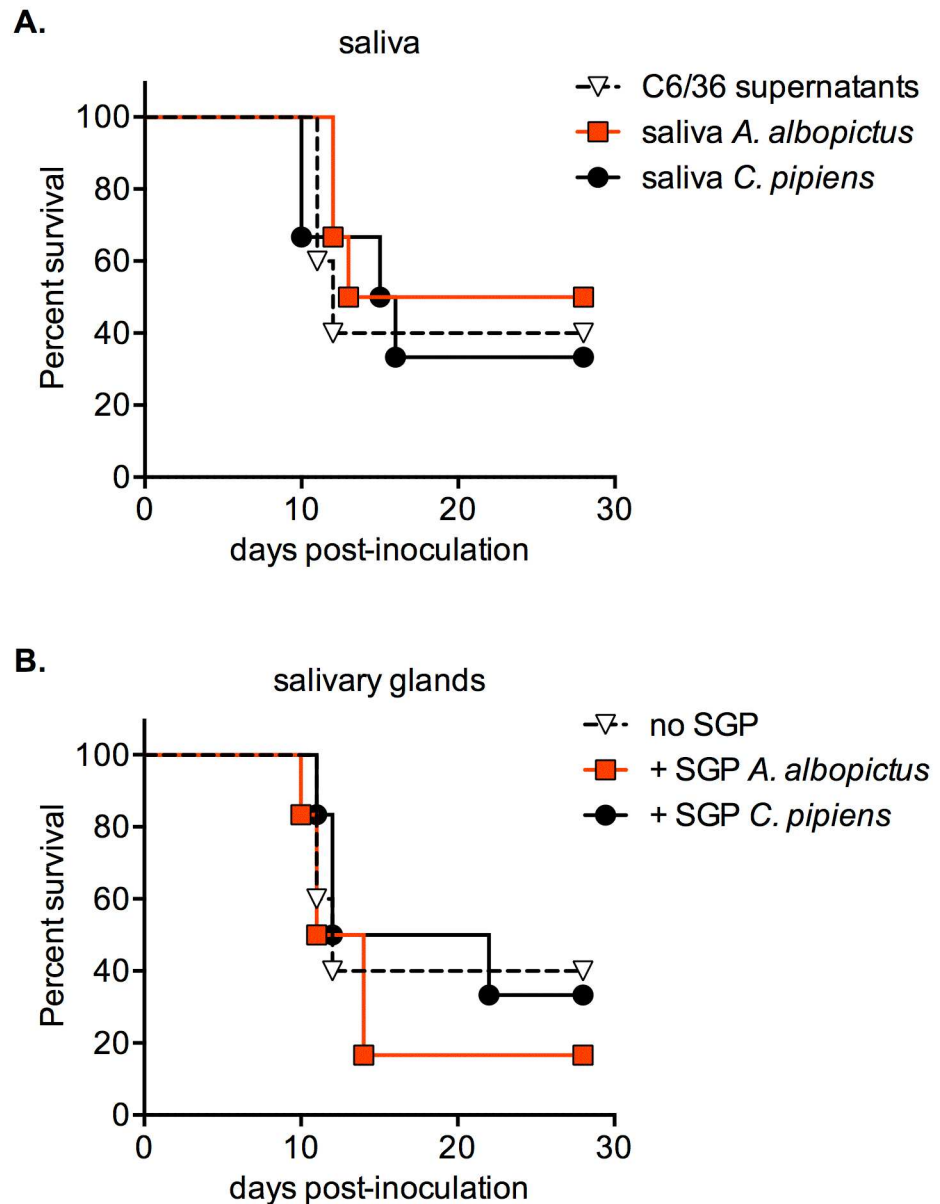 A.
saliva
C6/36 supernatants
saliva A. albopictus
saliva C. pipiens
Percent survival
100
80
60
40
20
0
0 10 20 30
days post-inoculation
B.
salivary glands
no SGP
+ SGP A. albopictus
+ SGP C. pipiens
Percent survival
100
80
60
40
20
0
0 10 20 30
days post-inoculation